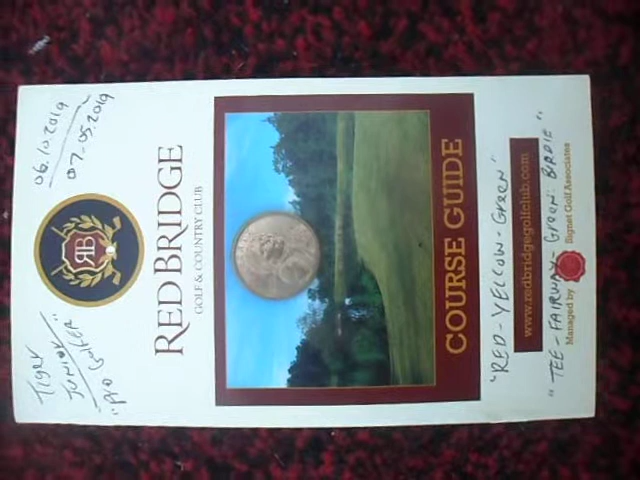 TIGER
JUNIOR
"PRO GOLFER
06.10.2019
07-05.2019
RB
RED BRIDGE
GOLF & COUNTRY CLUB
COURSE GUIDE
"RED-YELLOW-GREEN"
www.redbridgegolfclub.com
"TEE-FAIRWAY-GREEN: BIRDIE"
Managed by Signet Golf Associates